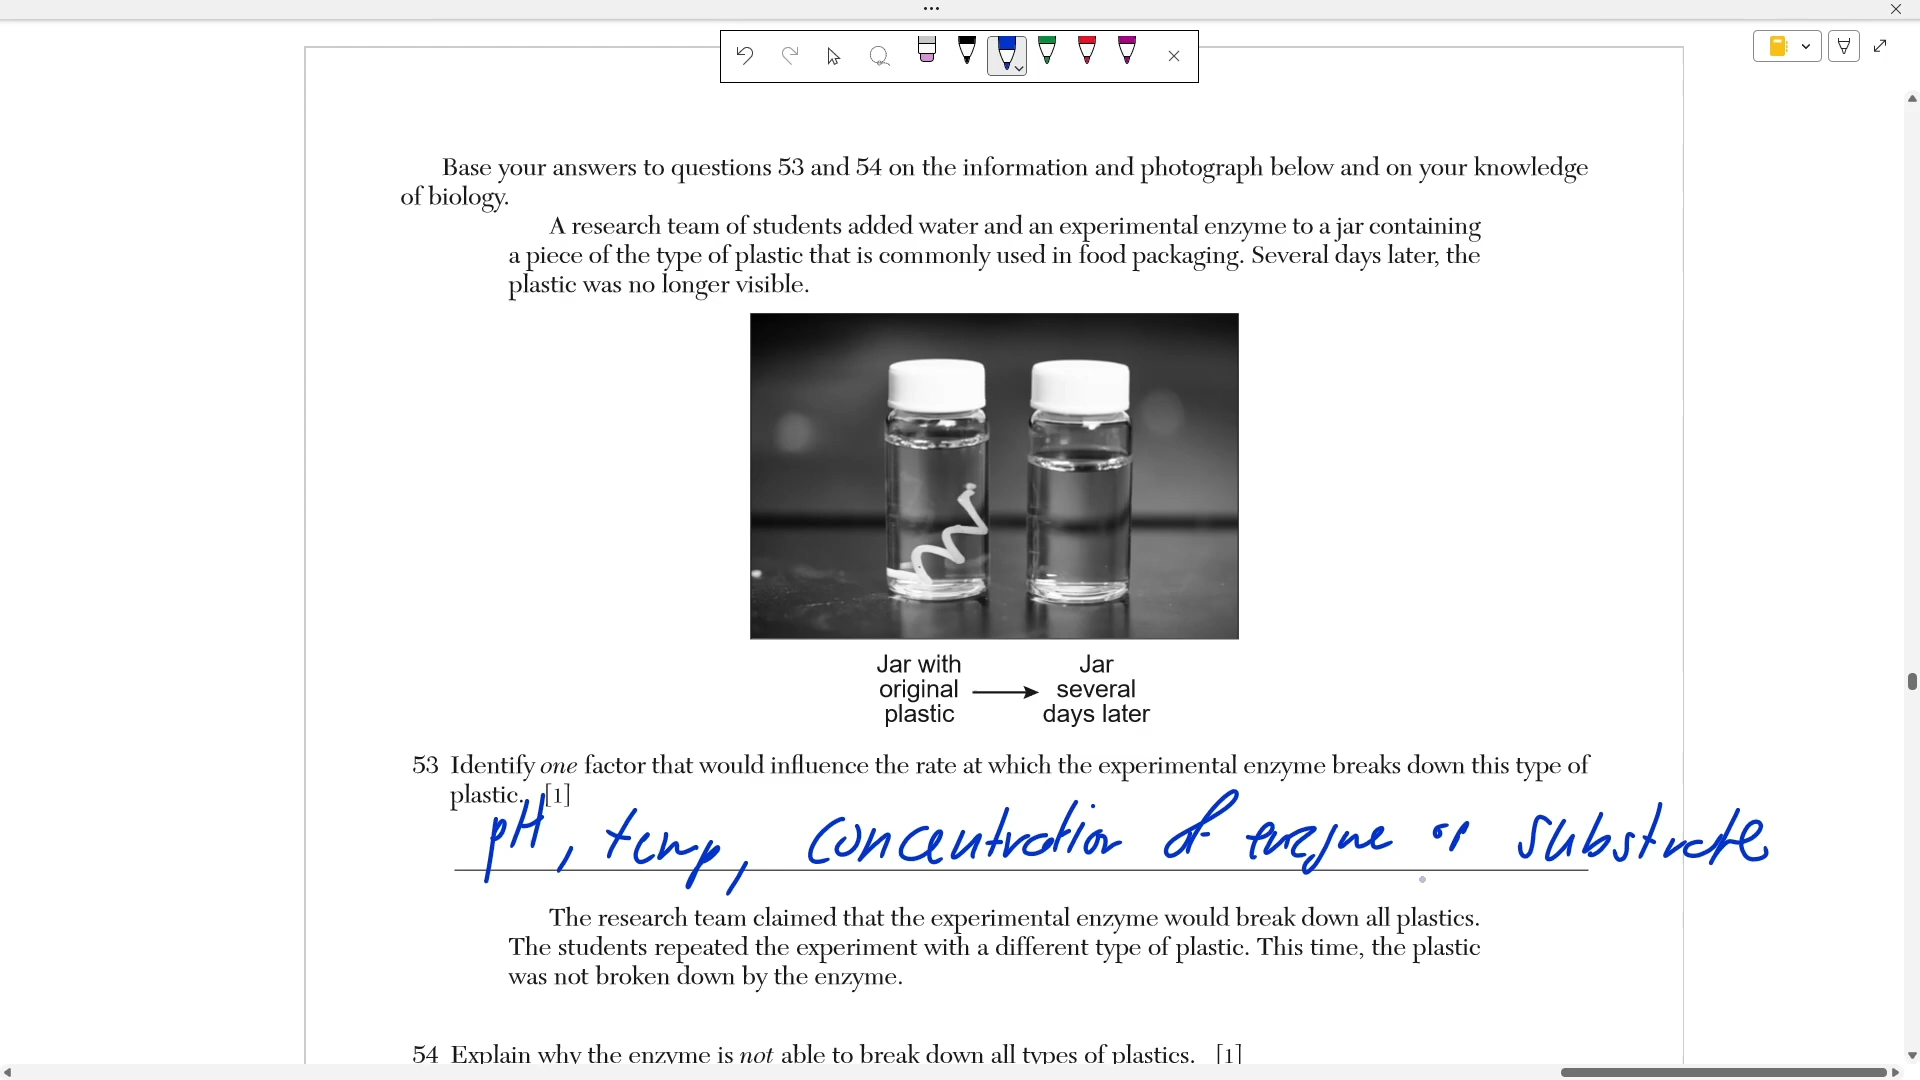 Base your answers to questions 53 and 54 on the information and photograph below and on your knowledge
of biology.
A research team of students added water and an experimental enzyme to a jar containing
a piece of the type of plastic that is commonly used in food packaging. Several days later, the
plastic was no longer visible.
Jar with
original
plastic
Jar
several
days later
53 Identify one factor that would influence the rate at which the experimental enzyme breaks down this type of
plastic. [1]
pH, temp, concentration of enzyme or substrate
The research team claimed that the experimental enzyme would break down all plastics.
The students repeated the experiment with a different type of plastic. This time, the plastic
was not broken down by the enzyme.
54 Explain why the enzyme is not able to break down all types of plastics. [1]